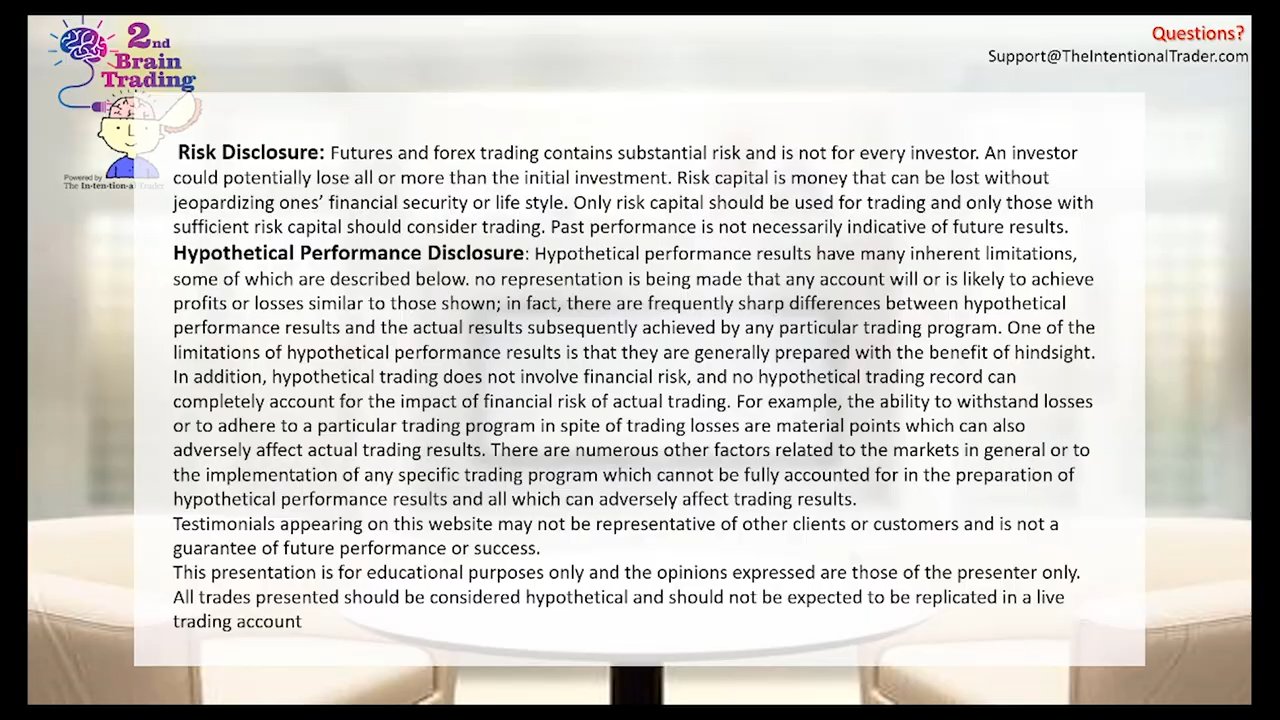 2nd
Brain
Trading
Powered by
The In·ten·tion·al Trader
Questions?
Support@TheIntentionalTrader.com
Risk Disclosure: Futures and forex trading contains substantial risk and is not for every investor. An investor
could potentially lose all or more than the initial investment. Risk capital is money that can be lost without
jeopardizing ones’ financial security or life style. Only risk capital should be used for trading and only those with
sufficient risk capital should consider trading. Past performance is not necessarily indicative of future results.
Hypothetical Performance Disclosure: Hypothetical performance results have many inherent limitations,
some of which are described below. no representation is being made that any account will or is likely to achieve
profits or losses similar to those shown; in fact, there are frequently sharp differences between hypothetical
performance results and the actual results subsequently achieved by any particular trading program. One of the
limitations of hypothetical performance results is that they are generally prepared with the benefit of hindsight.
In addition, hypothetical trading does not involve financial risk, and no hypothetical trading record can
completely account for the impact of financial risk of actual trading. For example, the ability to withstand losses
or to adhere to a particular trading program in spite of trading losses are material points which can also
adversely affect actual trading results. There are numerous other factors related to the markets in general or to
the implementation of any specific trading program which cannot be fully accounted for in the preparation of
hypothetical performance results and all which can adversely affect trading results.
Testimonials appearing on this website may not be representative of other clients or customers and is not a
guarantee of future performance or success.
This presentation is for educational purposes only and the opinions expressed are those of the presenter only.
All trades presented should be considered hypothetical and should not be expected to be replicated in a live
trading account